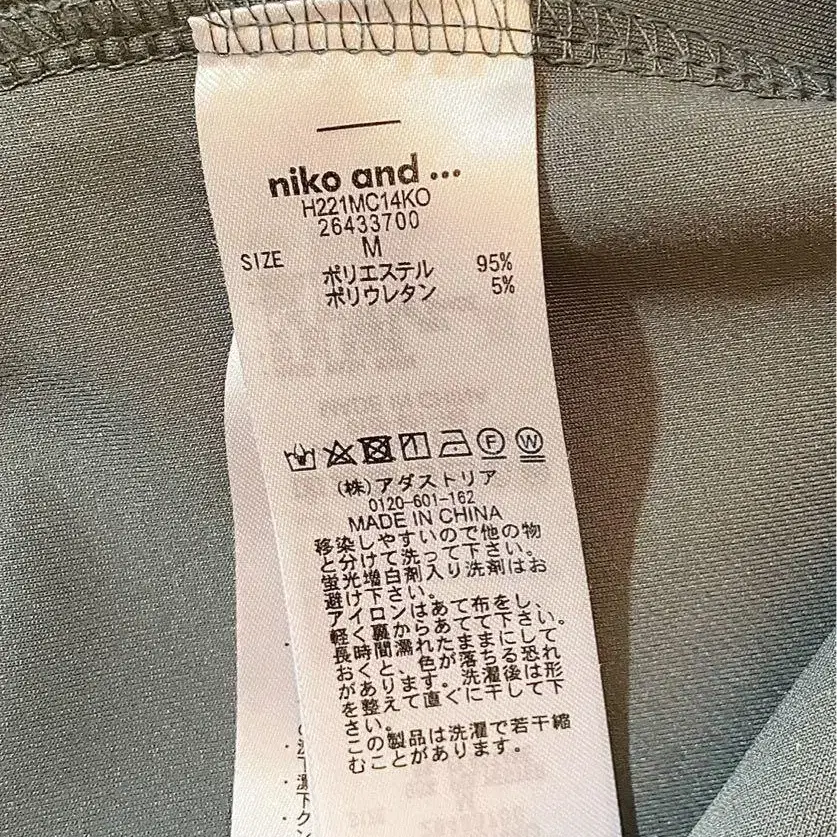 niko and ...
H221MC14KO
26433700
SIZE M
ポリエステル 95%
ポリウレタン 5%
F W
(株)アダストリア
0120-601-162
MADE IN CHINA
移染しやすいので他の物
と分けて洗って下さい。
蛍光増白剤入り洗剤はお
避け下さい。
アイロンはあて布をし、
軽く裏からあてて下さい。
長時間濡れたままにして
おくと、色が落ちる恐れ
があります。洗濯後は形
を整えて直ぐに干して下
さい。
この製品は洗濯で若干縮
むことがあります。